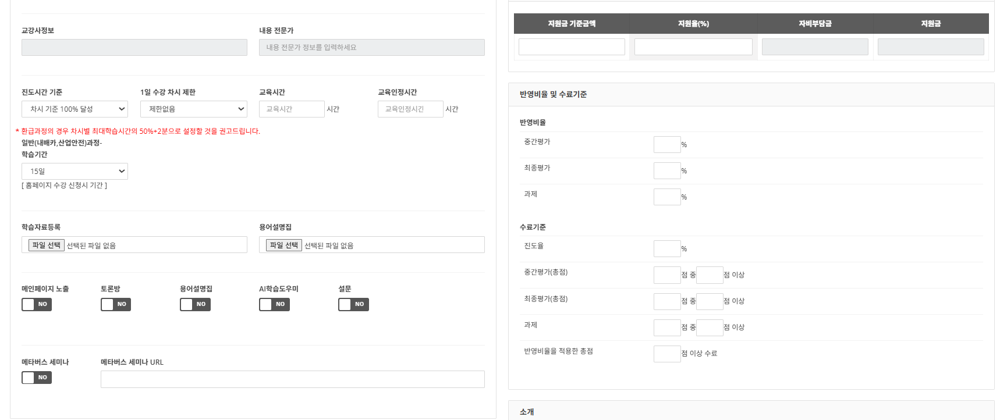 교강사정보
내용 전문가
내용 전문가 정보를 입력하세요
진도시간 기준
1일 수강 차시 제한
교육시간
교육인정시간
차시 기준 100% 달성
제한없음
교육시간 시간
교육인정시간 시간
* 환급과정의 경우 차시별 최대학습시간의 50%+2분으로 설정할 것을 권고드립니다.
일반(내배카,산업안전)과정-
학습기간
15일
[ 홈페이지 수강 신청시 기간 ]
학습자료등록
용어설명집
파일 선택 선택된 파일 없음
파일 선택 선택된 파일 없음
메인페이지 노출
토론방
용어설명집
AI학습도우미
설문
NO
NO
NO
NO
NO
메타버스 세미나
메타버스 세미나 URL
NO
지원금 기준금액
지원율(%)
자비부담금
지원금
반영비율 및 수료기준
반영비율
중간평가 %
최종평가 %
과제 %
수료기준
진도율 %
중간평가(총점) 점 중 점 이상
최종평가(총점) 점 중 점 이상
과제 점 중 점 이상
반영비율을 적용한 총점 점 이상 수료
소개